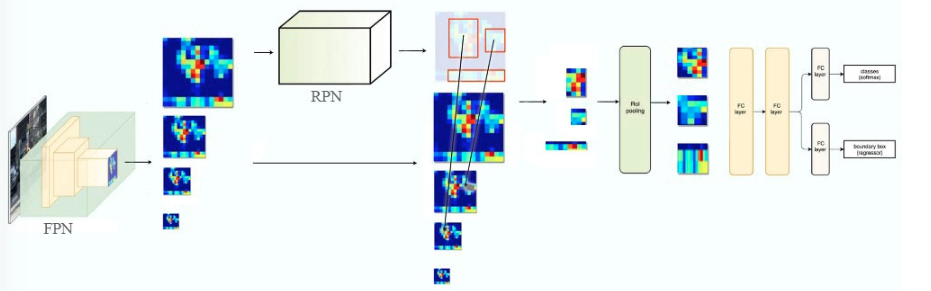 FPN
RPN
RoI
pooling
FC
layer
FC
layer
FC
layer
classes
(softmax)
FC
layer
boundary box
(regressor)